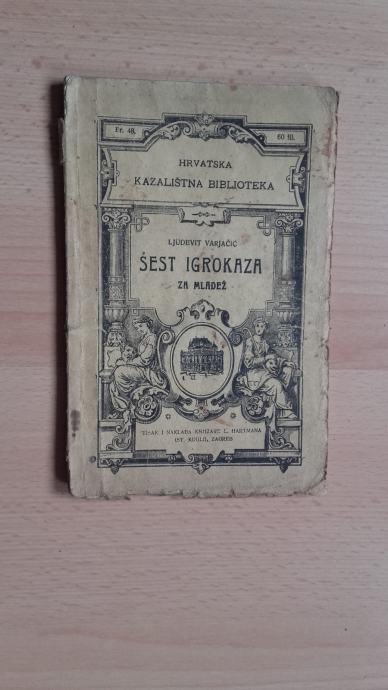 Br. 48.
60 fil.
HRVATSKA
KAZALIŠTNA BIBLIOTEKA
LJUDEVIT VARJAČIĆ
ŠEST IGROKAZA
ZA MLADEŽ
TISAK I NAKLADA KNJIŽARE L. HARTMANA
(ST. KUGLI), ZAGREB